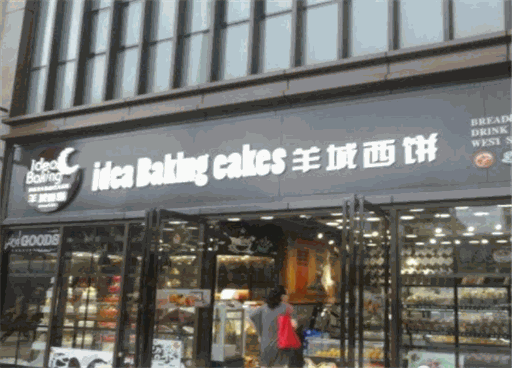 idea
Baking
羊城西饼
idea Baking cakes 羊城西饼
BREAD
DRINK
WEST S
GOODS